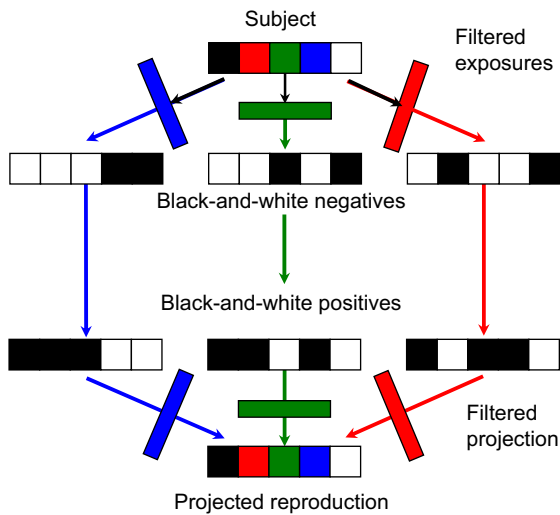 Subject
Filtered
exposures
Black-and-white negatives
Black-and-white positives
Filtered
projection
Projected reproduction